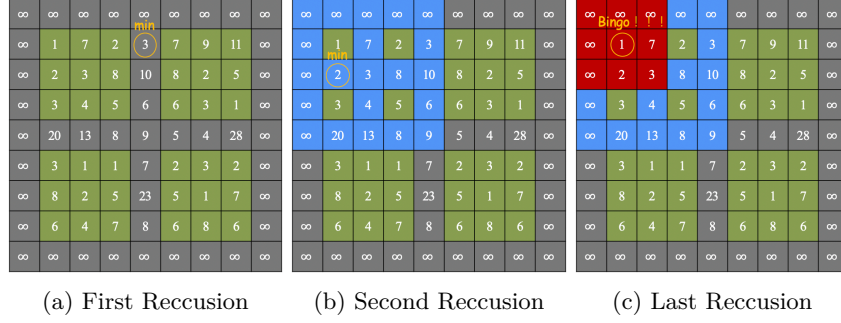 ∞ ∞ ∞ ∞ ∞ ∞ ∞ ∞ ∞
min
∞ 1 7 2 3 7 9 11 ∞
∞ 2 3 8 10 8 2 5 ∞
∞ 3 4 5 6 6 3 1 ∞
∞ 20 13 8 9 5 4 28 ∞
∞ 3 1 1 7 2 3 2 ∞
∞ 8 2 5 23 5 1 7 ∞
∞ 6 4 7 8 6 8 6 ∞
∞ ∞ ∞ ∞ ∞ ∞ ∞ ∞ ∞
(a) First Reccusion
∞ ∞ ∞ ∞ ∞ ∞ ∞ ∞ ∞
∞ 1 7 2 3 7 9 11 ∞
min
∞ 2 3 8 10 8 2 5 ∞
∞ 3 4 5 6 6 3 1 ∞
∞ 20 13 8 9 5 4 28 ∞
∞ 3 1 1 7 2 3 2 ∞
∞ 8 2 5 23 5 1 7 ∞
∞ 6 4 7 8 6 8 6 ∞
∞ ∞ ∞ ∞ ∞ ∞ ∞ ∞ ∞
(b) Second Reccusion
∞ ∞ ∞ ∞ ∞ ∞ ∞ ∞ ∞
Bingo！！！
∞ 1 7 2 3 7 9 11 ∞
∞ 2 3 8 10 8 2 5 ∞
∞ 3 4 5 6 6 3 1 ∞
∞ 20 13 8 9 5 4 28 ∞
∞ 3 1 1 7 2 3 2 ∞
∞ 8 2 5 23 5 1 7 ∞
∞ 6 4 7 8 6 8 6 ∞
∞ ∞ ∞ ∞ ∞ ∞ ∞ ∞ ∞
(c) Last Reccusion